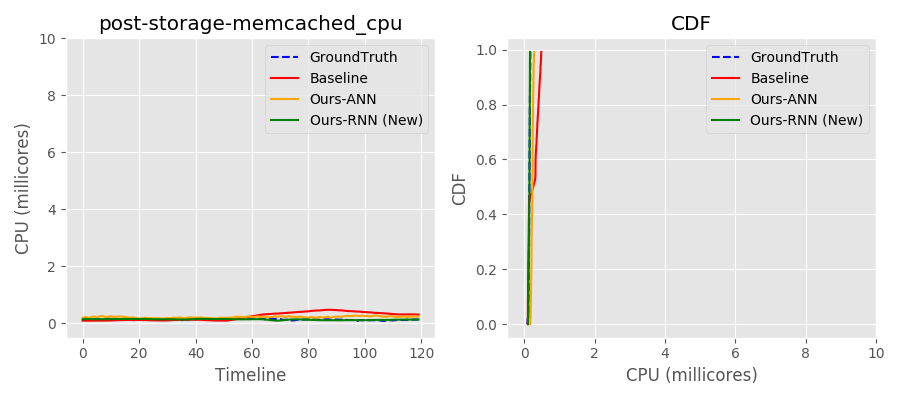 post-storage-memcached_cpu
CPU (millicores)
10
8
6
4
2
0
0 20 40 60 80 100 120
Timeline
GroundTruth
Baseline
Ours-ANN
Ours-RNN (New)
CDF
CDF
1.0
0.8
0.6
0.4
0.2
0.0
0 2 4 6 8 10
CPU (millicores)
GroundTruth
Baseline
Ours-ANN
Ours-RNN (New)